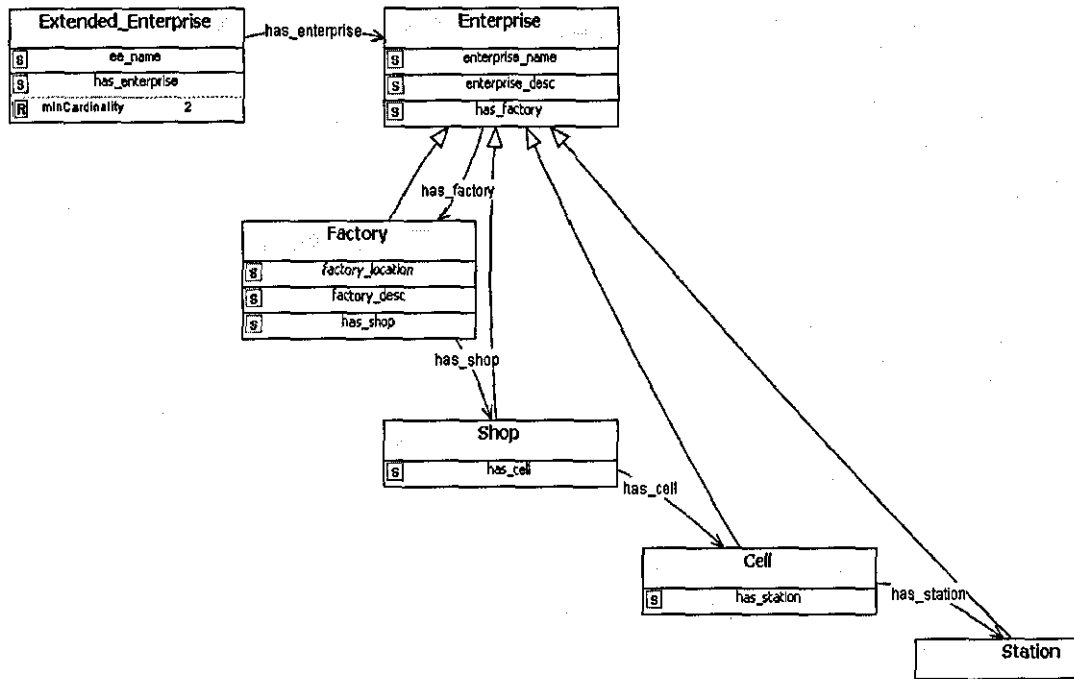 Extended_Enterprise
S ee_name
S has_enterprise
R minCardinality 2
has_enterprise
Enterprise
S enterprise_name
S enterprise_desc
S has_factory
has_factory
Factory
S factory_location
S factory_desc
S has_shop
has_shop
Shop
S has_cell
has_cell
Cell
S has_station
has_station
Station